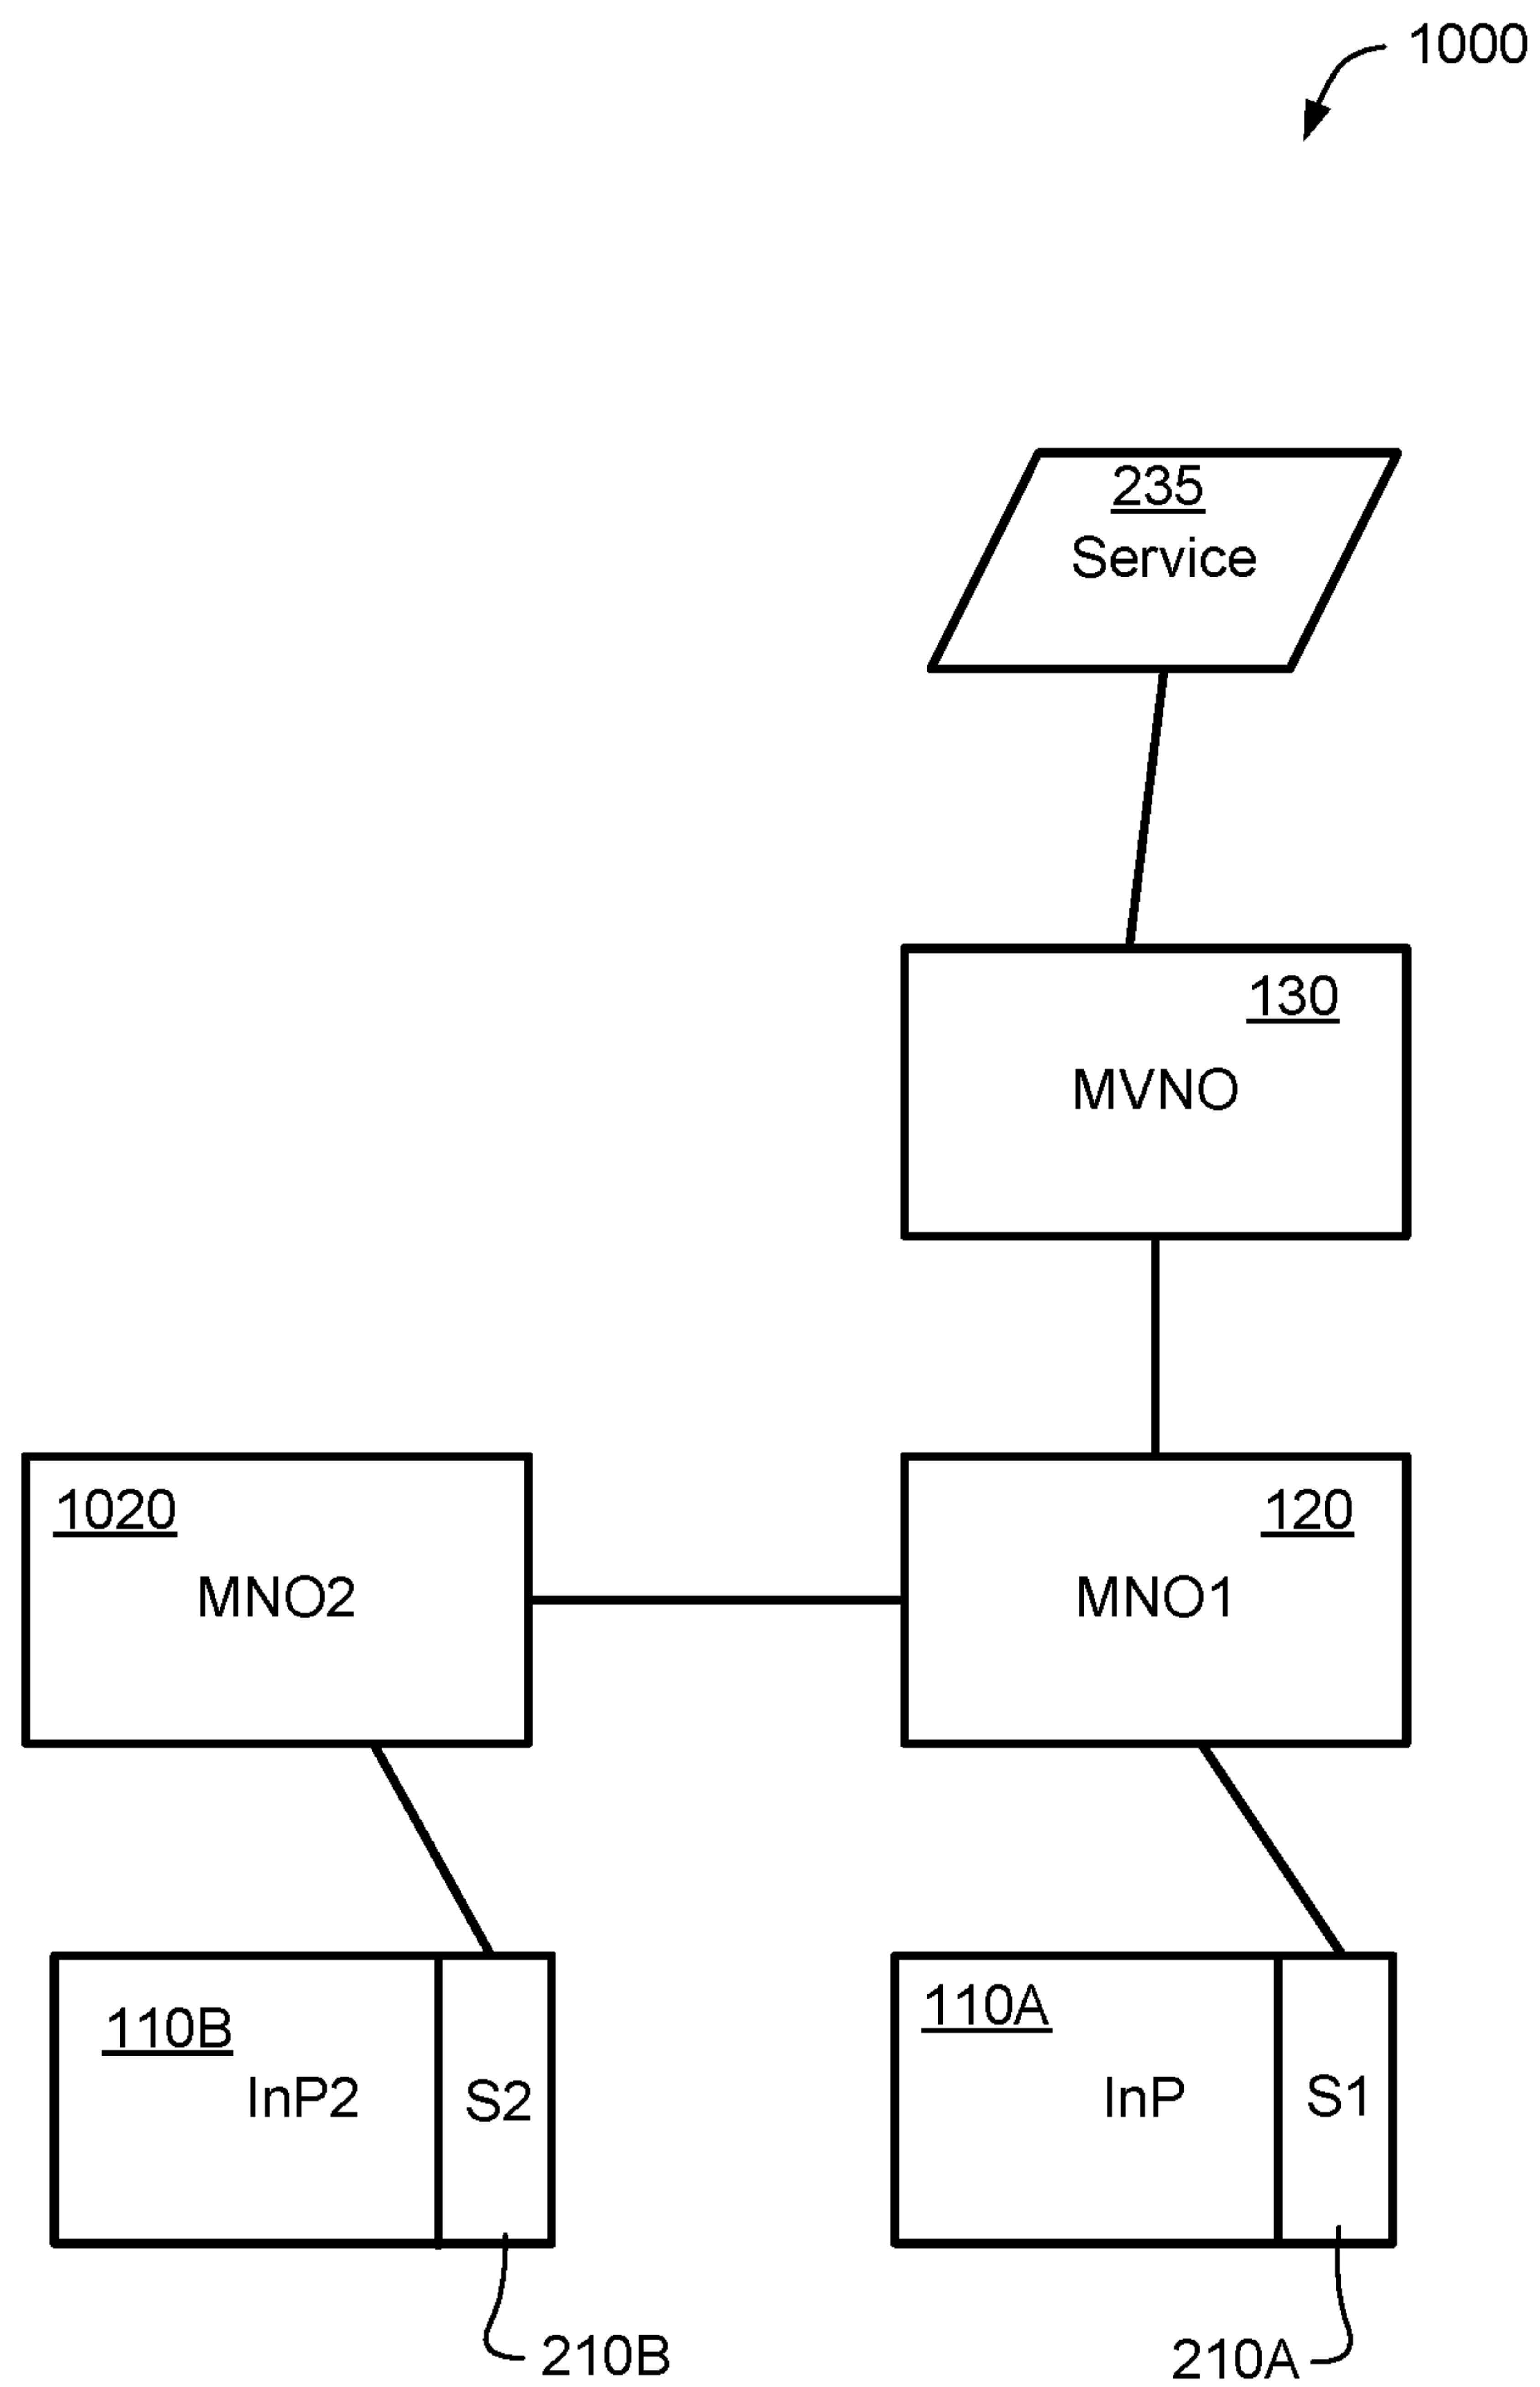 1000
235
Service
130
MVNO
1020
MNO2
120
MNO1
110B
InP2
S2
110A
InP
S1
210B
210A